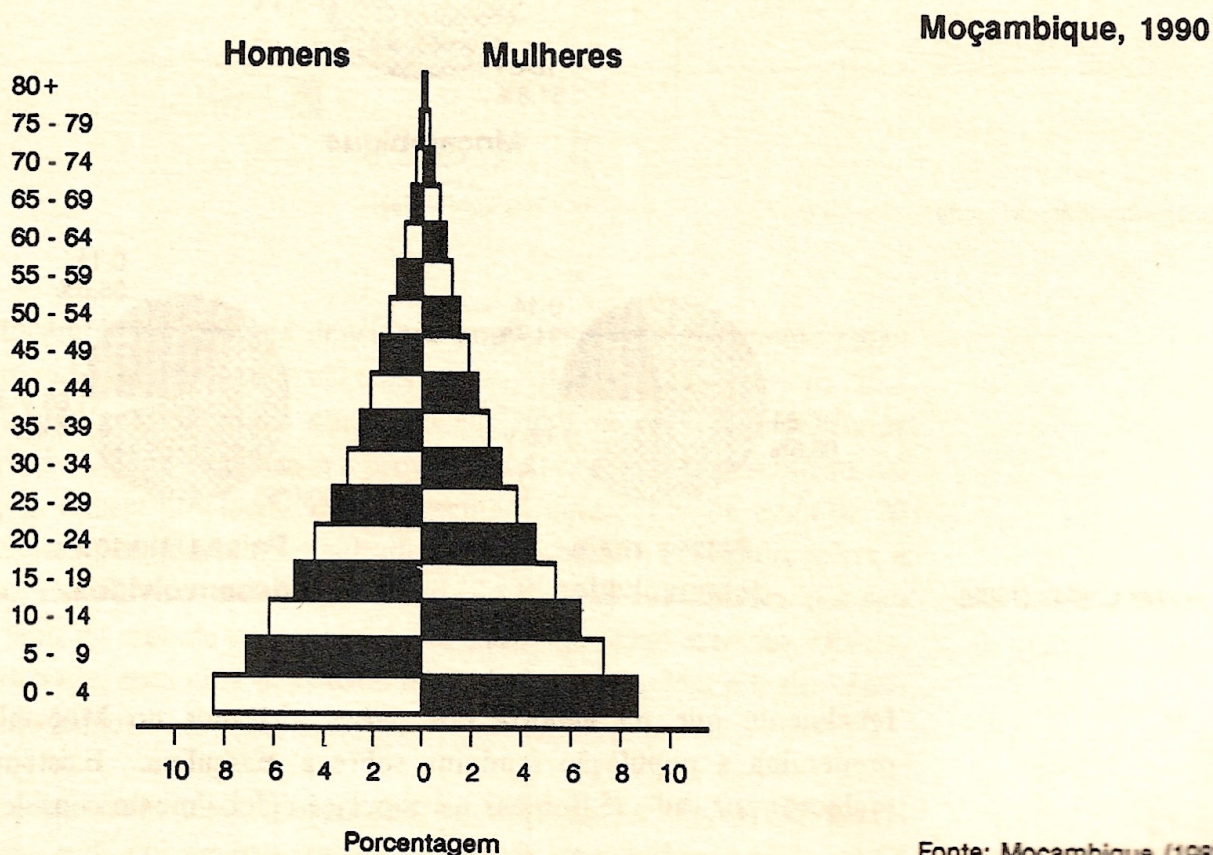 Moçambique, 1990
Homens Mulheres
80+
75 - 79
70 - 74
65 - 69
60 - 64
55 - 59
50 - 54
45 - 49
40 - 44
35 - 39
30 - 34
25 - 29
20 - 24
15 - 19
10 - 14
5 - 9
0 - 4
10 8 6 4 2 0 2 4 6 8 10
Porcentagem
Fonte: Moçambique